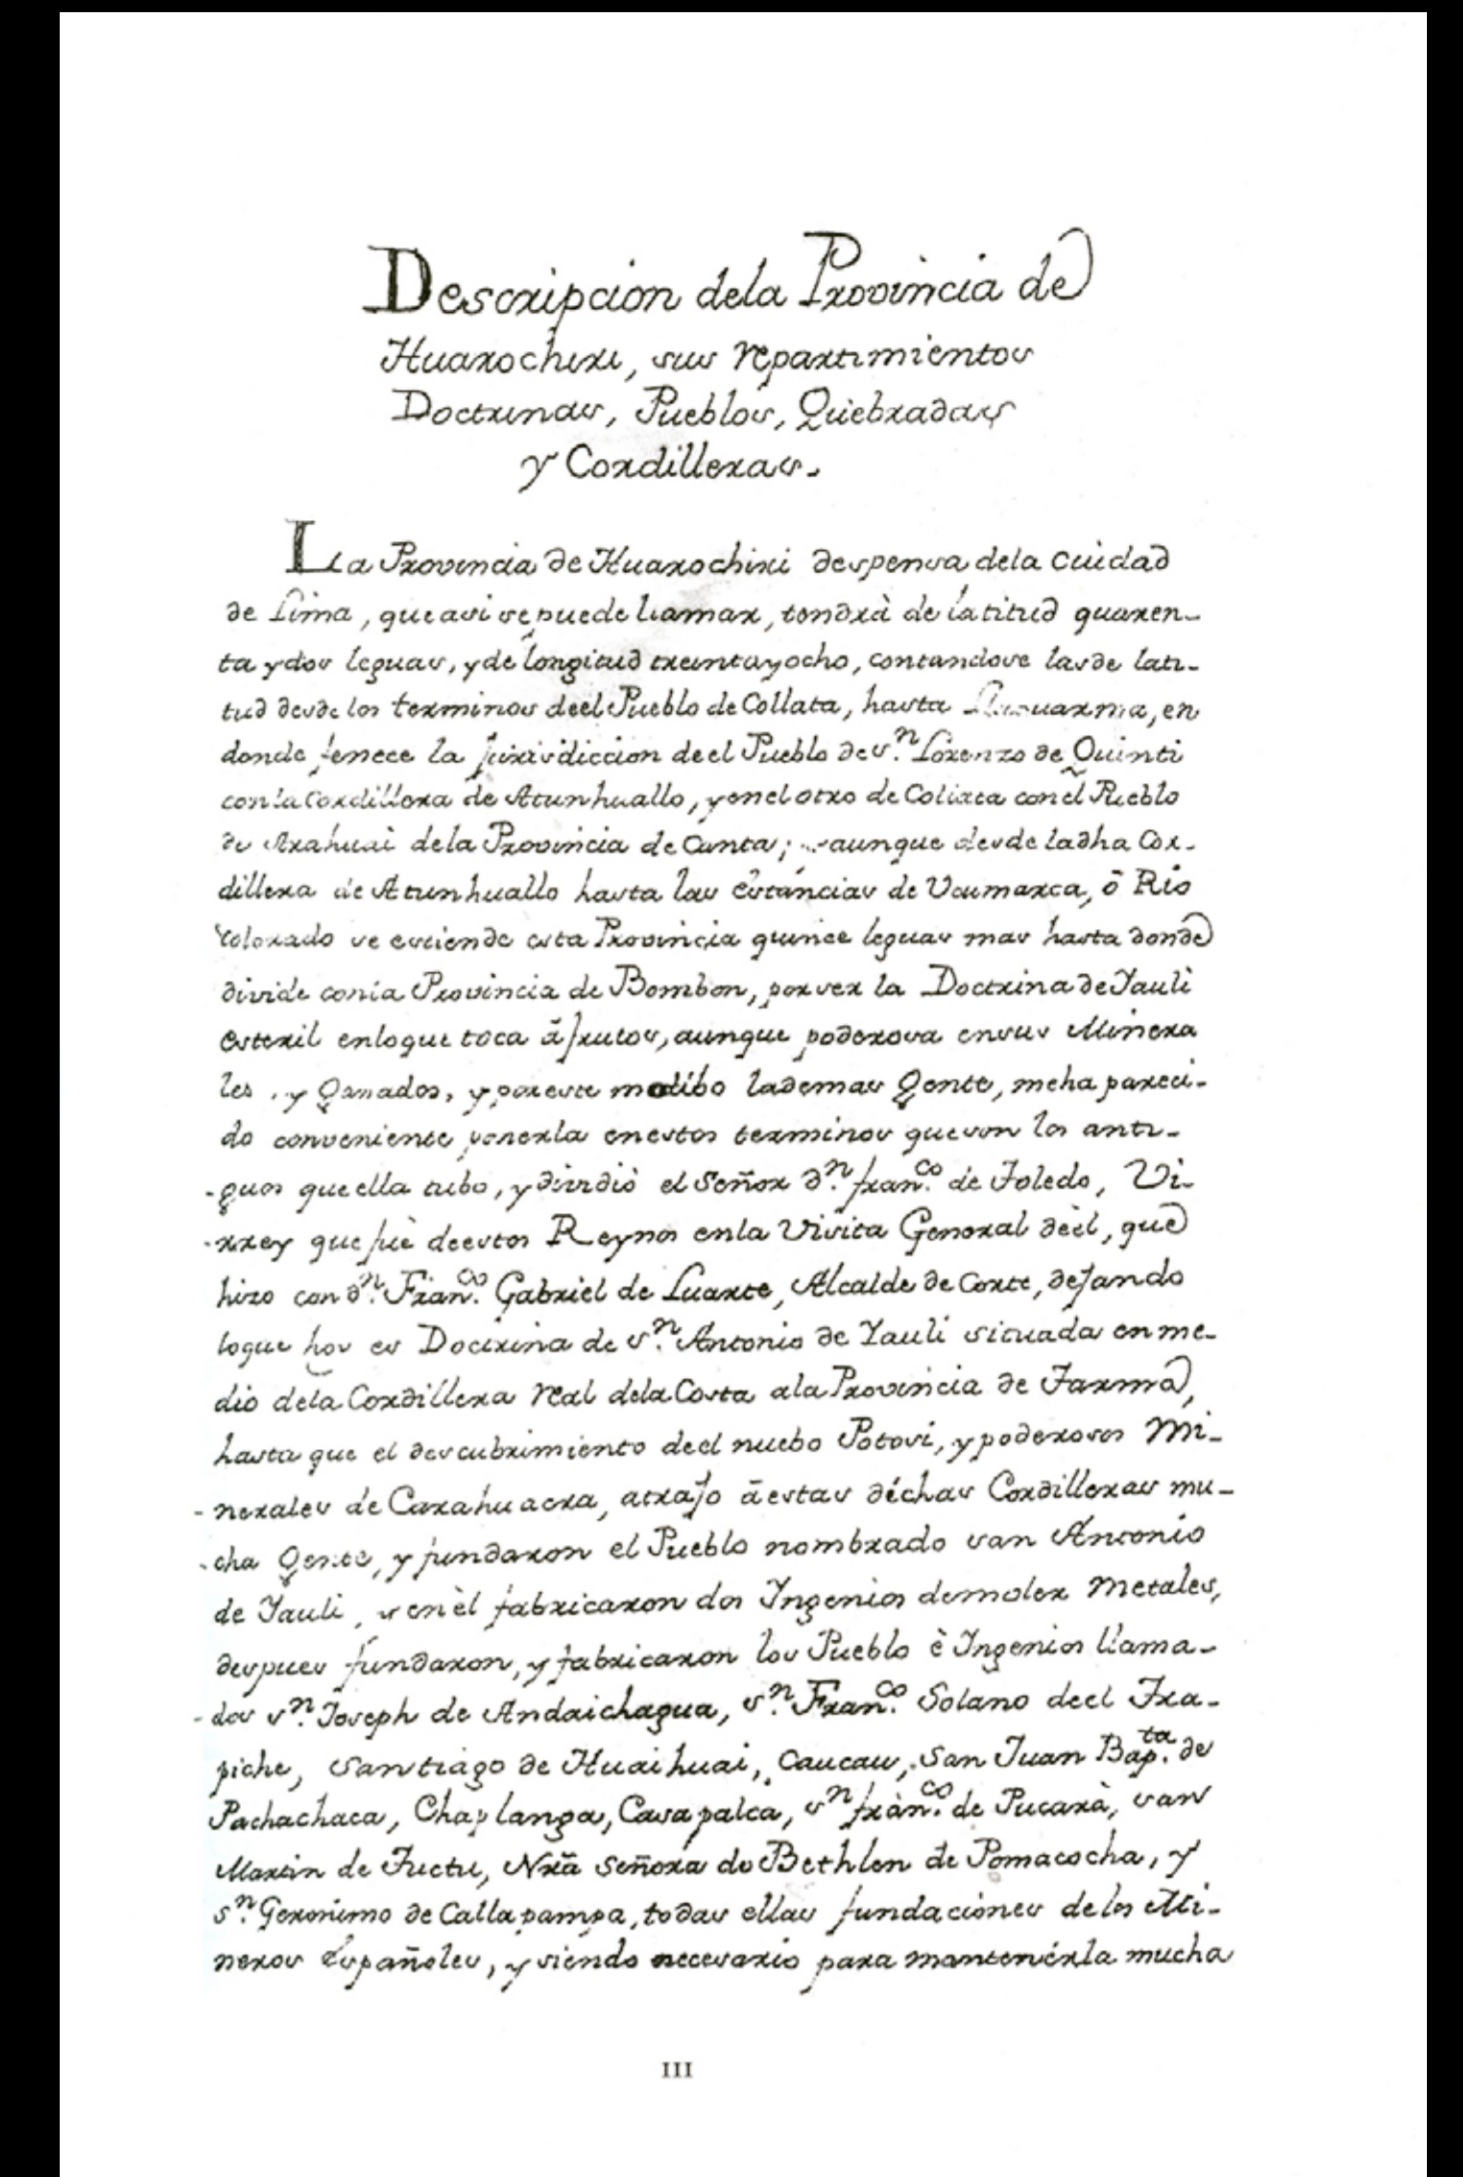 Descripcion dela Provincia de
Huarochiri, sus repartimientos
Doctrinas, Pueblos, Quebradas
y Cordilleras.
La Provincia de Huarochiri despensa dela Ciudad
de Lima, que asi se puede llamar, tendrà de latitud quaren-
ta y dos leguas, y de longitud treinta y ocho, contandose las de lati-
tud desde los terminos deel Pueblo de Collata, hasta en
donde fenece la jurisdiccion deel Pueblo de s.n Lorenzo de Quinti
con la Cordillera de Atunhuallo, y en el otro de con el Pueblo
de Arahuai dela Provincia de Canta; aunque desde la dha Cor-
dillera de Atunhuallo hasta las Estancias de Ucumarca, õ Rio
Colorado se estiende esta Provincia quince leguas mas hasta donde
divide con la Provincia de Bombon, por ser la Doctrina de Yauli
esteril en loque toca ã frutos, aunque poderosa en sus Minera
les, y Ganados, y por este motibo la demas Gente, me ha pareci-
do conveniente ponerla en estos terminos que son los anti-
-guos que ella tubo, y dividiò el Señor d.n fran.co de Toledo, Vi-
-rrey que fuè de estos Reynos en la Visita General dèel, que
hizo con d.n Fran.co Gabriel de Luarte, Alcalde de Corte, dejando
loque hoy es Doctrina de s.n Antonio de Yauli situada en me-
dio dela Cordillera real dela Costa ala Provincia de Tarma,
hasta que el descubrimiento deel nuebo Potosi, y poderosos Mi-
-nerales de Carahuacra, atrajo ã estas dichas Cordilleras mu-
-cha Gente, y fundaron el Pueblo nombrado san Antonio
de Yauli, y en èl fabricaron dos Ingenios de moler Metales,
despues fundaron, y fabricaron los Pueblo è Ingenios llama-
-dos s.n Joseph de Andaichagua, s.n Fran.co Solano deel Tra-
piche, Santiago de Huaihuai, Caucau, San Juan Bap.ta de
Pachachaca, Chaplanga, Casapalca, s.n fran.co de Pucarà, san
Martin de Tuctu, Nrã Señora de Bethlen de Pomacocha, y
s.n Geronimo de Callapampa, todas ellas fundaciones de los Mi-
neros Españoles, y siendo necesario para mantenerla mucha
III